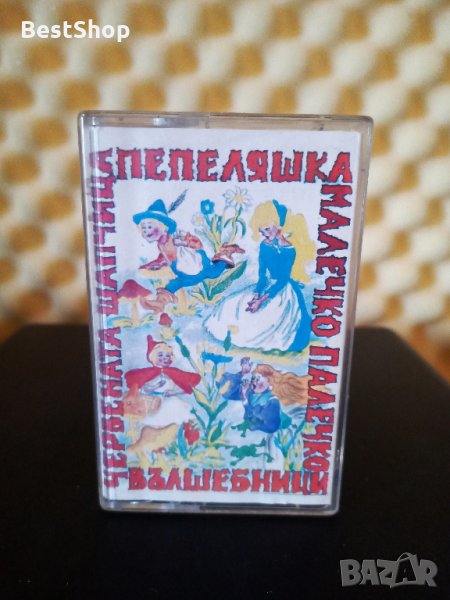 BestShop
ПЕПЕЛЯШКА
МАЛЕЧКО ПАЛЕЧКО И
ЧЕРВЕНАТА ШАПЧИЦА
ВЪЛШЕБНИЦИ
BAZAR